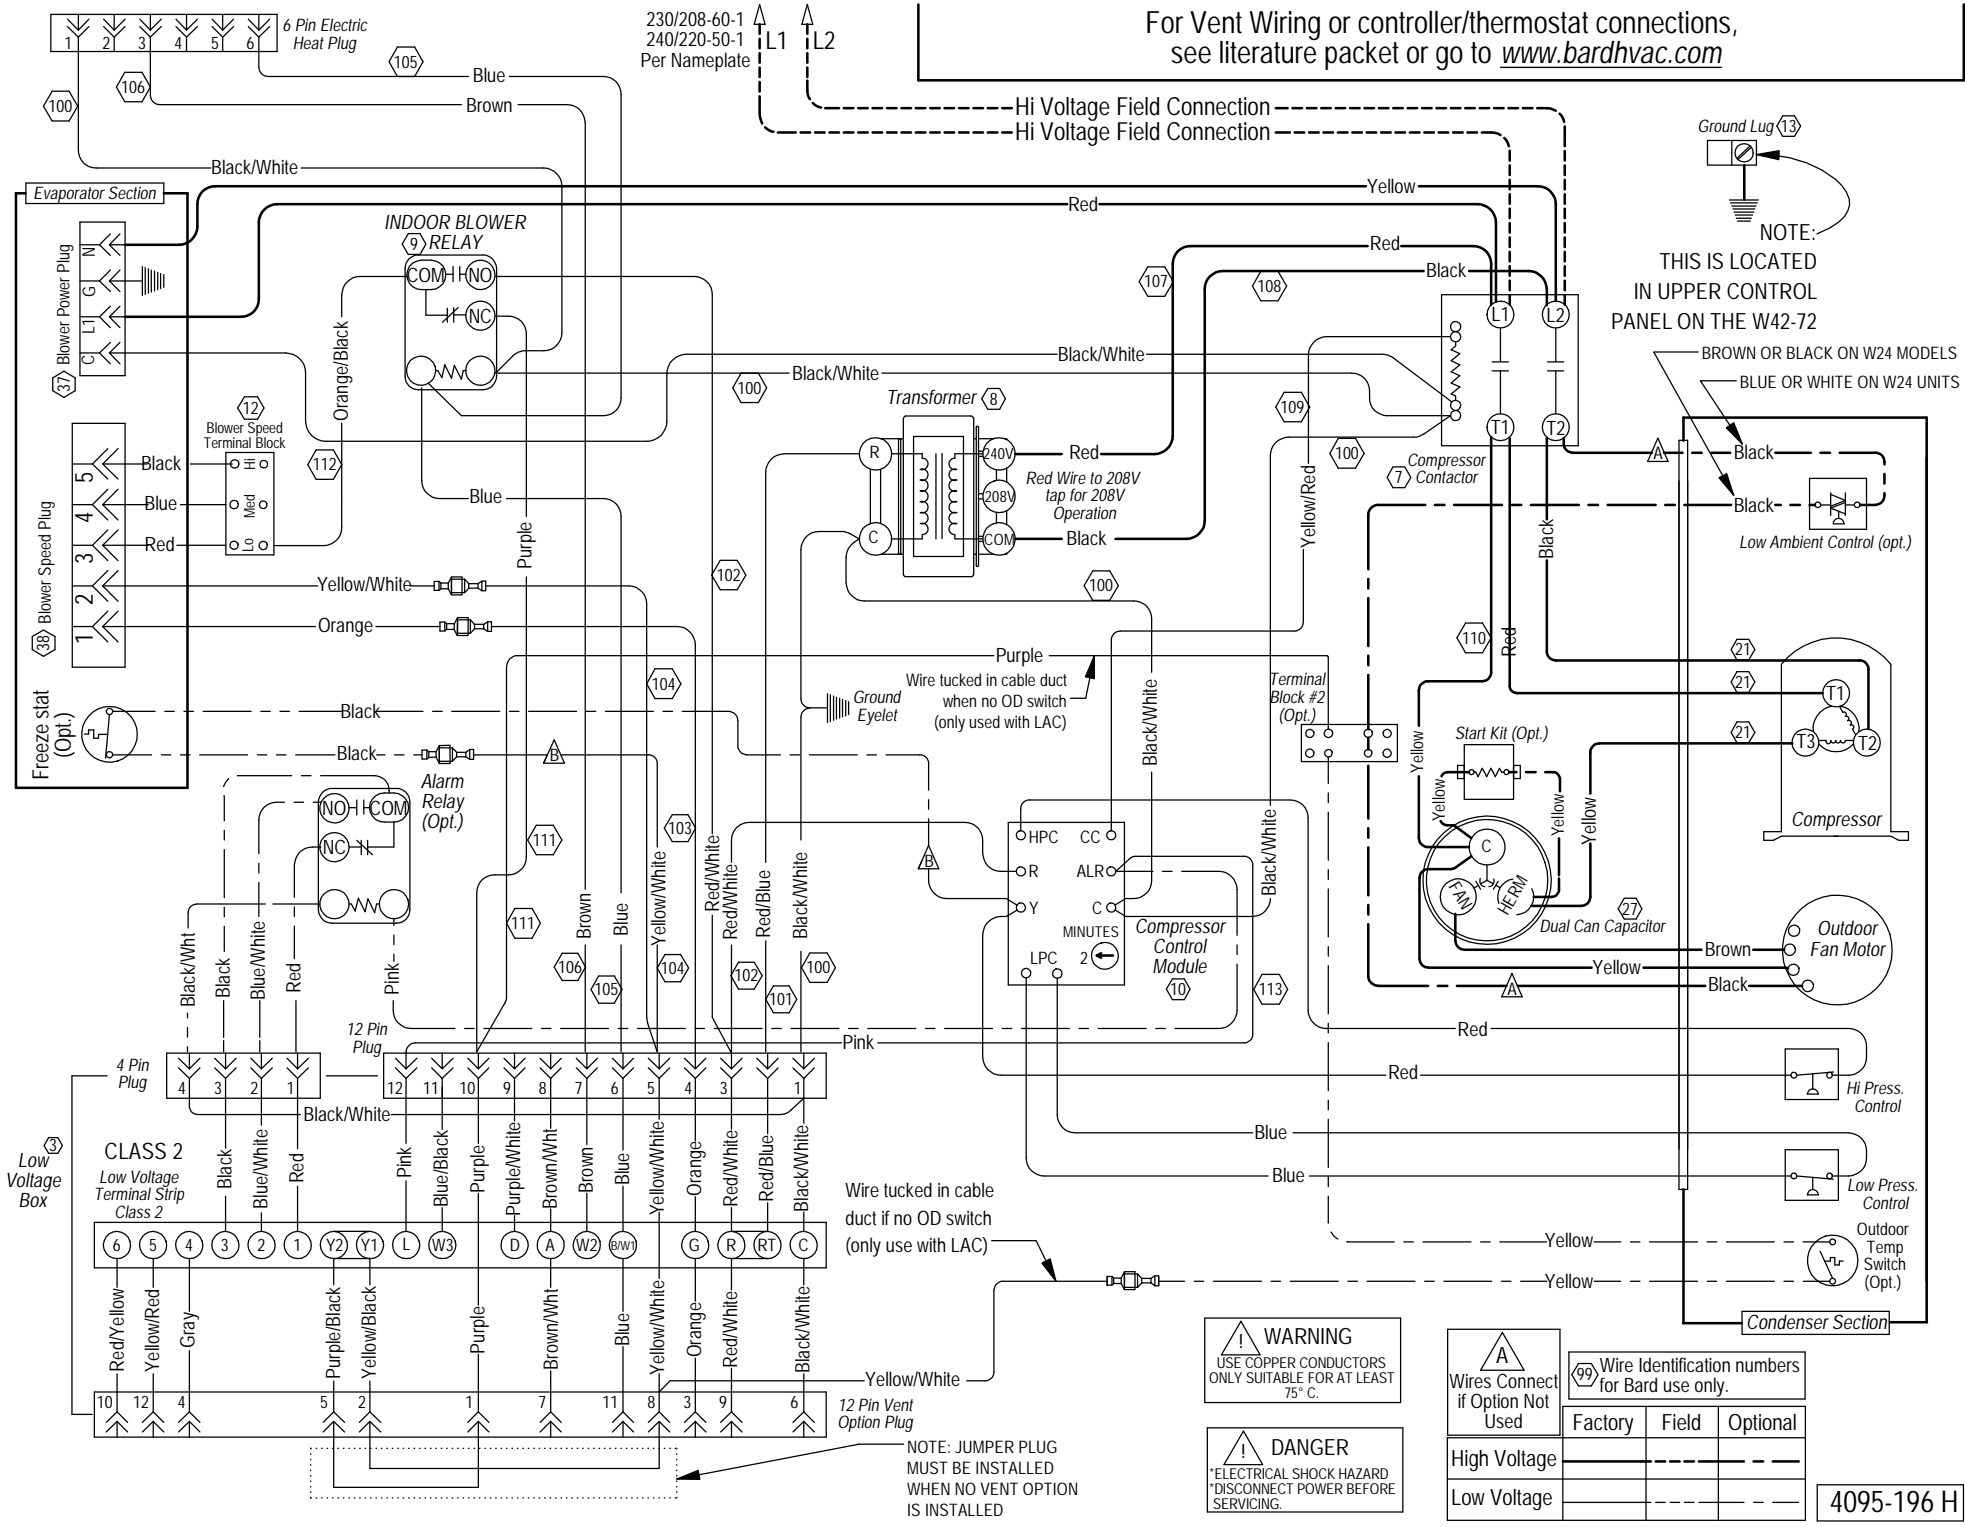 6 Pin Electric
Heat Plug
1 2 3 4 5 6
230/208-60-1
240/220-50-1
Per Nameplate
L1
L2
For Vent Wiring or controller/thermostat connections,
see literature packet or go to www.bardhvac.com
105
Blue
106
Brown
100
Black/White
Hi Voltage Field Connection
Hi Voltage Field Connection
Ground Lug 13
NOTE:
THIS IS LOCATED
IN UPPER CONTROL
PANEL ON THE W42-72
BROWN OR BLACK ON W24 MODELS
BLUE OR WHITE ON W24 UNITS
Evaporator Section
Yellow
Red
Red
Black
107
108
N
G
L1
C
Blower Power Plug
37
INDOOR BLOWER
9 RELAY
COM
NO
NC
Orange/Black
112
Black/White
Black/White
100
109
100
L1
L2
T1
T2
7
Compressor
Contactor
Transformer 8
R
C
240V
208V
COM
Red
Red Wire to 208V
tap for 208V
Operation
Black
12
Blower Speed
Terminal Block
Hi
Med
Lo
5
4
3
2
1
Black
Blue
Red
Yellow/White
Orange
38 Blower Speed Plug
Blue
Purple
102
104
100
Yellow/Red
A
Black
Black
Low Ambient Control (opt.)
Black
110
Red
21
21
21
T1
T2
T3
Compressor
Purple
Wire tucked in cable duct
when no OD switch
(only used with LAC)
Ground
Eyelet
Black/White
Terminal
Block #2
(Opt.)
Freeze stat
(Opt.)
Black
Black
B
Start Kit (Opt.)
Yellow
Yellow
Yellow
Yellow
C
FAN
HERM
27
Dual Can Capacitor
Alarm
Relay
(Opt.)
NO
COM
NC
111
103
111
B
HPC
CC
R
ALR
Y
C
MINUTES
2
LPC
Compressor
Control
Module
10
Black/White
113
Outdoor
Fan Motor
Brown
Yellow
A
Black
Black/Wht
Black
Blue/White
Red
Pink
106
Brown
105
Blue
Yellow/White
104
Red/White
Red/White
102
Red/Blue
101
Black/White
100
4 Pin
Plug
4 3 2 1
12 Pin
Plug
12 11 10 9 8 7 6 5 4 3 1
Pink
Black/White
Red
Red
Hi Press.
Control
Blue
Blue
Low Press.
Control
3
Low
Voltage
Box
CLASS 2
Low Voltage
Terminal Strip
Class 2
Black
Blue/White
Red
Pink
Blue/Black
Purple
Purple/White
Brown/Wht
Brown
Blue
Yellow/White
Orange
Red/White
Red/Blue
Black/White
6 5 4 3 2 1 Y2 Y1 L W3 D A W2 B/W1 G R RT C
Wire tucked in cable
duct if no OD switch
(only use with LAC)
Yellow
Yellow
Outdoor
Temp
Switch
(Opt.)
Condenser Section
Red/Yellow
Yellow/Red
Gray
Purple/Black
Yellow/Black
Purple
Brown/Wht
Blue
Yellow/White
Orange
Red/White
Black/White
Yellow/White
10 12 4 5 2 1 7 11 8 3 9 6
12 Pin Vent
Option Plug
NOTE: JUMPER PLUG
MUST BE INSTALLED
WHEN NO VENT OPTION
IS INSTALLED
! WARNING
USE COPPER CONDUCTORS
ONLY SUITABLE FOR AT LEAST
75° C.
! DANGER
*ELECTRICAL SHOCK HAZARD
*DISCONNECT POWER BEFORE
SERVICING.
A
Wires Connect
if Option Not
Used
99 Wire Identification numbers
for Bard use only.
Factory Field Optional
High Voltage
Low Voltage
4095-196 H